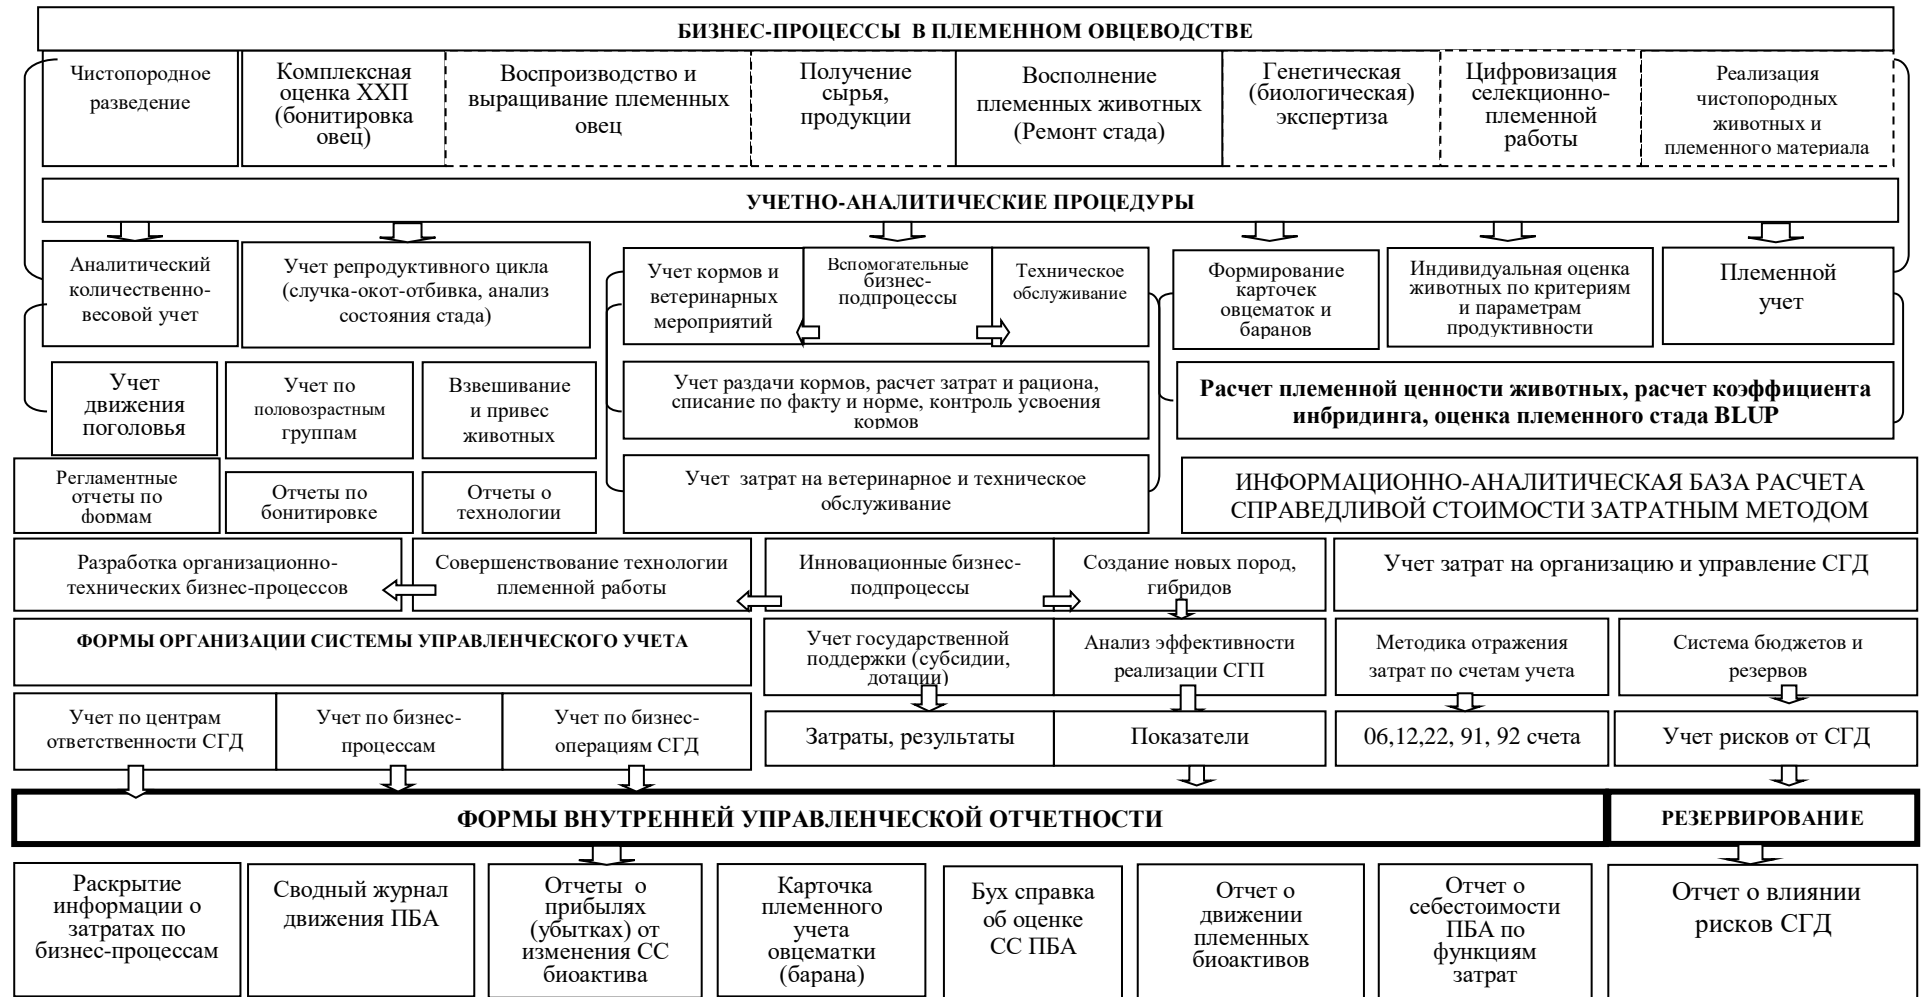 БИЗНЕС-ПРОЦЕССЫ В ПЛЕМЕННОМ ОВЦЕВОДСТВЕ
Чистопородное
разведение
Комплексная
оценка ХХП
(бонитировка
овец)
Воспроизводство и
выращивание племенных
овец
Получение
сырья,
продукции
Восполнение
племенных животных
(Ремонт стада)
Генетическая
(биологическая)
экспертиза
Цифровизация
селекционно-
племенной
работы
Реализация
чистопородных
животных и
племенного материала
УЧЕТНО-АНАЛИТИЧЕСКИЕ ПРОЦЕДУРЫ
Аналитический
количественно-
весовой учет
Учет репродуктивного цикла
(случка-окот-отбивка, анализ
состояния стада)
Учет кормов и
ветеринарных
мероприятий
Вспомогательные
бизнес-
подпроцессы
Техническое
обслуживание
Формирование
карточек
овцематок и
баранов
Индивидуальная оценка
животных по критериям
и параметрам
продуктивности
Племенной
учет
Учет
движения
поголовья
Учет по
половозрастным
группам
Взвешивание
и привес
животных
Учет раздачи кормов, расчет затрат и рациона,
списание по факту и норме, контроль усвоения
кормов
Расчет племенной ценности животных, расчет коэффициента
инбридинга, оценка племенного стада BLUP
Регламентные
отчеты по
формам
Отчеты по
бонитировке
Отчеты о
технологии
Учет затрат на ветеринарное и техническое
обслуживание
ИНФОРМАЦИОННО-АНАЛИТИЧЕСКАЯ БАЗА РАСЧЕТА
СПРАВЕДЛИВОЙ СТОИМОСТИ ЗАТРАТНЫМ МЕТОДОМ
Разработка организационно-
технических бизнес-процессов
Совершенствование технологии
племенной работы
Инновационные бизнес-
подпроцессы
Создание новых пород,
гибридов
Учет затрат на организацию и управление СГД
ФОРМЫ ОРГАНИЗАЦИИ СИСТЕМЫ УПРАВЛЕНЧЕСКОГО УЧЕТА
Учет государственной
поддержки (субсидии,
дотации)
Анализ эффективности
реализации СГП
Методика отражения
затрат по счетам учета
Система бюджетов и
резервов
Учет по центрам
ответственности СГД
Учет по бизнес-
процессам
Учет по бизнес-
операциям СГД
Затраты, результаты
Показатели
06,12,22, 91, 92 счета
Учет рисков от СГД
ФОРМЫ ВНУТРЕННЕЙ УПРАВЛЕНЧЕСКОЙ ОТЧЕТНОСТИ
РЕЗЕРВИРОВАНИЕ
Раскрытие
информации о
затратах по
бизнес-процессам
Сводный журнал
движения ПБА
Отчеты о
прибылях
(убытках) от
изменения СС
биоактива
Карточка
племенного
учета
овцематки
(барана)
Бух справка
об оценке
СС ПБА
Отчет о
движении
племенных
биоактивов
Отчет о
себестоимости
ПБА по
функциям
затрат
Отчет о влиянии
рисков СГД